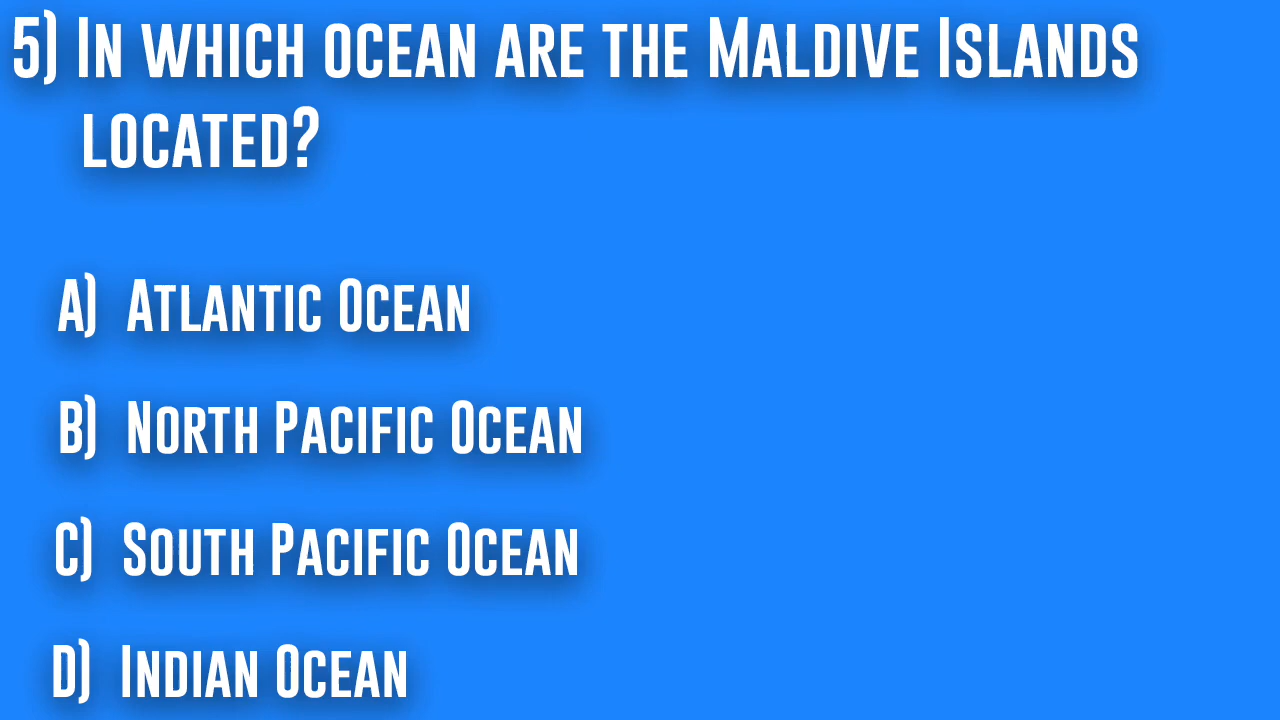 5) In which ocean are the Maldive Islands
located?
A) Atlantic Ocean
B) North Pacific Ocean
C) South Pacific Ocean
D) Indian Ocean